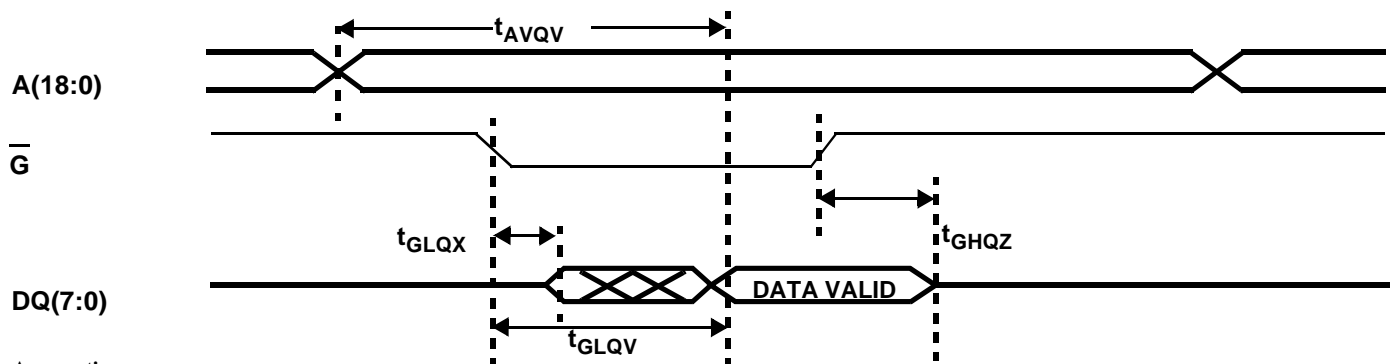 tAVQV
A(18:0)
G
tGLQX
tGHQZ
DQ(7:0)
DATA VALID
tGLQV